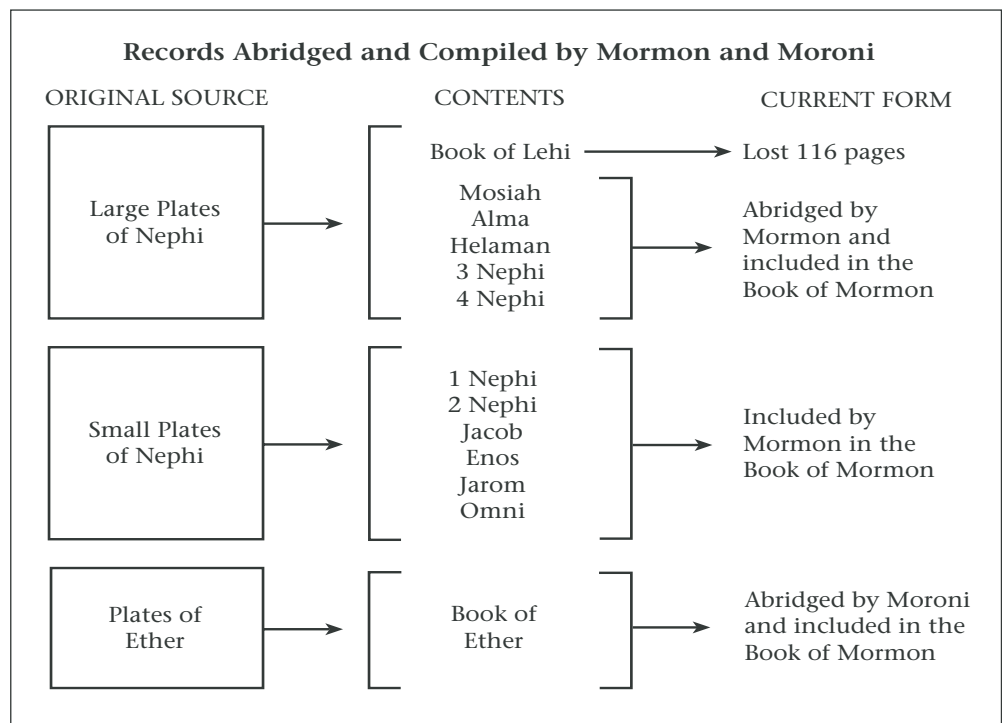 Records Abridged and Compiled by Mormon and Moroni
ORIGINAL SOURCE
CONTENTS
CURRENT FORM
Large Plates
of Nephi
Book of Lehi
Lost 116 pages
Mosiah
Alma
Helaman
3 Nephi
4 Nephi
Abridged by
Mormon and
included in the
Book of Mormon
Small Plates
of Nephi
1 Nephi
2 Nephi
Jacob
Enos
Jarom
Omni
Included by
Mormon in the
Book of Mormon
Plates of
Ether
Book of
Ether
Abridged by Moroni
and included in the
Book of Mormon